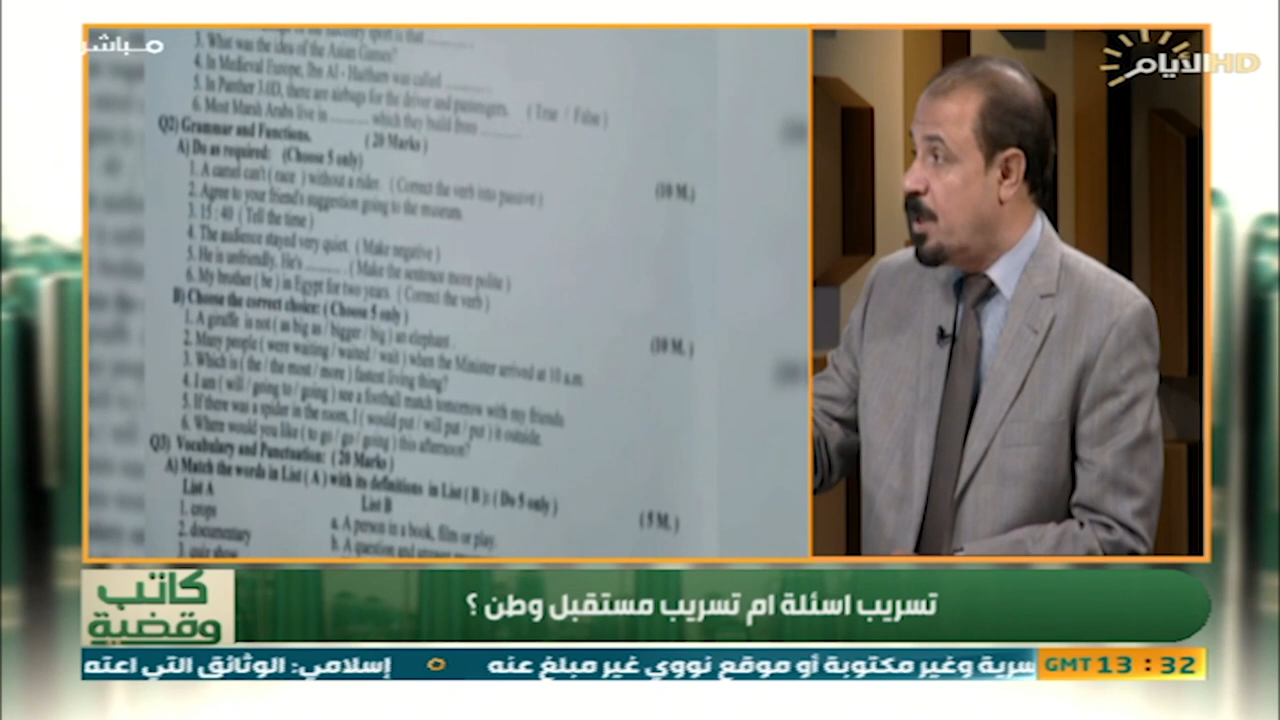 مباشر
الأيام HD
3. What was the idea of the Asian Games?
4. In Medieval Europe, Ibn Al - Haitham was called ............
5. In Panther 3-1D, there are airbags for the driver and passengers. ( True / False )
6. Most Marsh Arabs live in ............ which they build from ............
Q2) Grammar and Functions. ( 20 Marks )
A) Do as required: (Choose 5 only) (10 M.)
1. A camel can't ( race ) without a rider. ( Correct the verb into passive )
2. Agree to your friend's suggestion going to the museum.
3. 15 : 40 ( Tell the time )
4. The audience stayed very quiet. ( Make negative )
5. He is unfriendly. He's ............ ( Make the sentence more polite )
6. My brother ( be ) in Egypt for two years. ( Correct the verb )
B) Choose the correct choice: ( Choose 5 only ) (10 M.)
1. A giraffe is not ( as big as / bigger / big ) an elephant .
2. Many people ( were waiting / waited / wait ) when the Minister arrived at 10 a.m.
3. Which is ( the / the most / more ) fastest living thing?
4. I am ( will / going to / going ) see a football match tomorrow with my friends
5. If there was a spider in the room, I ( would put / will put / put ) it outside.
6. Where would you like ( to go / go / going ) this afternoon?
Q3) Vocabulary and Punctuation: ( 20 Marks )
A) Match the words in List ( A ) with its definitions in List ( B ): ( Do 5 only ) (5 M.)
List A List B
1. crops a. A person in a book, film or play.
2. documentary b. A question and answer
3. quiz show
كاتب وقضية
تسريب اسئلة ام تسريب مستقبل وطن ؟
GMT 13 : 32 سرية وغير مكتوبة أو موقع نووي غير مبلغ عنه إسلامي: الوثائق التي اعتم